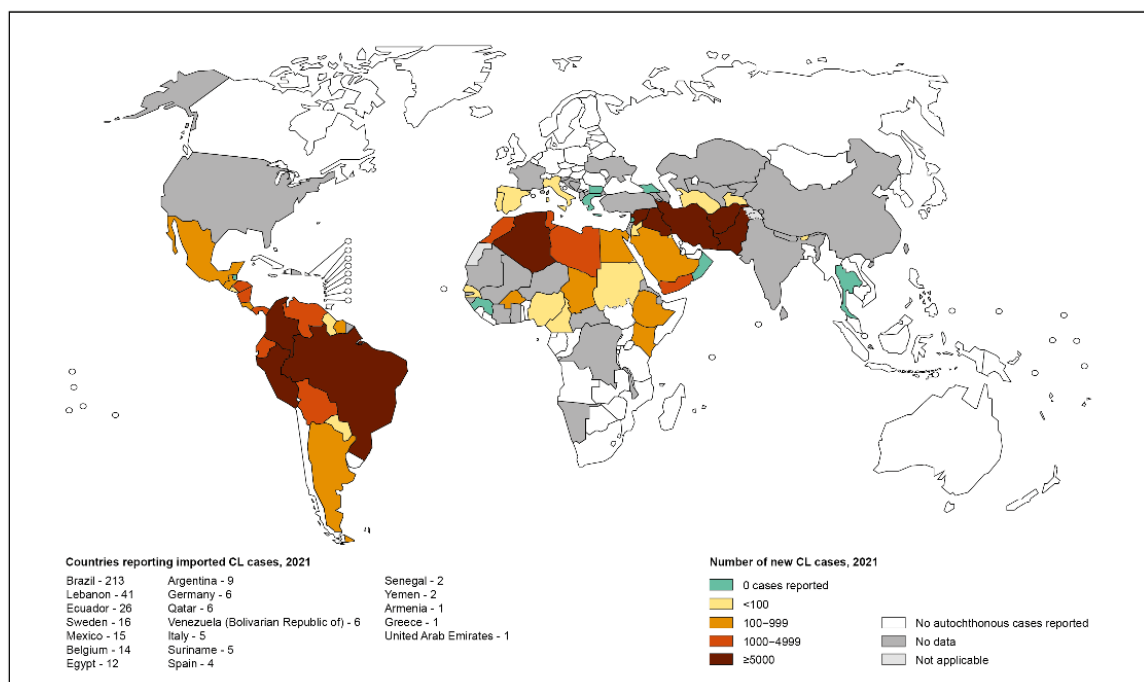 Countries reporting imported CL cases, 2021
Brazil - 213
Lebanon - 41
Ecuador - 26
Sweden - 16
Mexico - 15
Belgium - 14
Egypt - 12
Argentina - 9
Germany - 6
Qatar - 6
Venezuela (Bolivarian Republic of) - 6
Italy - 5
Suriname - 5
Spain - 4
Senegal - 2
Yemen - 2
Armenia - 1
Greece - 1
United Arab Emirates - 1
Number of new CL cases, 2021
0 cases reported
<100
100–999
1000–4999
≥5000
No autochthonous cases reported
No data
Not applicable